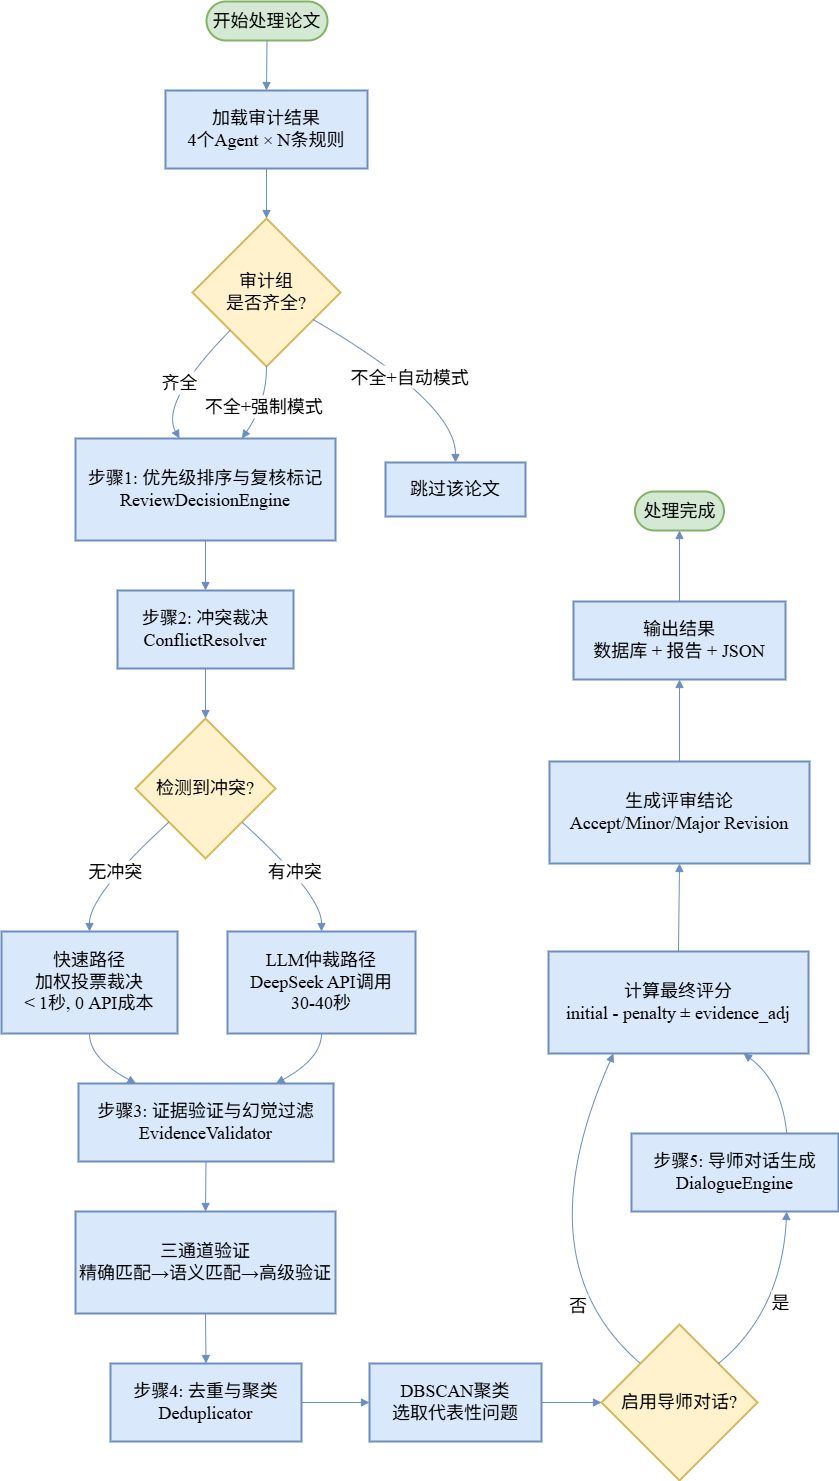 开始处理论文
加载审计结果
4个Agent × N条规则
审计组
是否齐全?
齐全
不全+强制模式
不全+自动模式
步骤1: 优先级排序与复核标记
ReviewDecisionEngine
跳过该论文
步骤2: 冲突裁决
ConflictResolver
检测到冲突?
无冲突
有冲突
快速路径
加权投票裁决
< 1秒, 0 API成本
LLM仲裁路径
DeepSeek API调用
30-40秒
步骤3: 证据验证与幻觉过滤
EvidenceValidator
三通道验证
精确匹配→语义匹配→高级验证
步骤4: 去重与聚类
Deduplicator
DBSCAN聚类
选取代表性问题
启用导师对话?
否
是
步骤5: 导师对话生成
DialogueEngine
计算最终评分
initial - penalty ± evidence_adj
生成评审结论
Accept/Minor/Major Revision
输出结果
数据库 + 报告 + JSON
处理完成